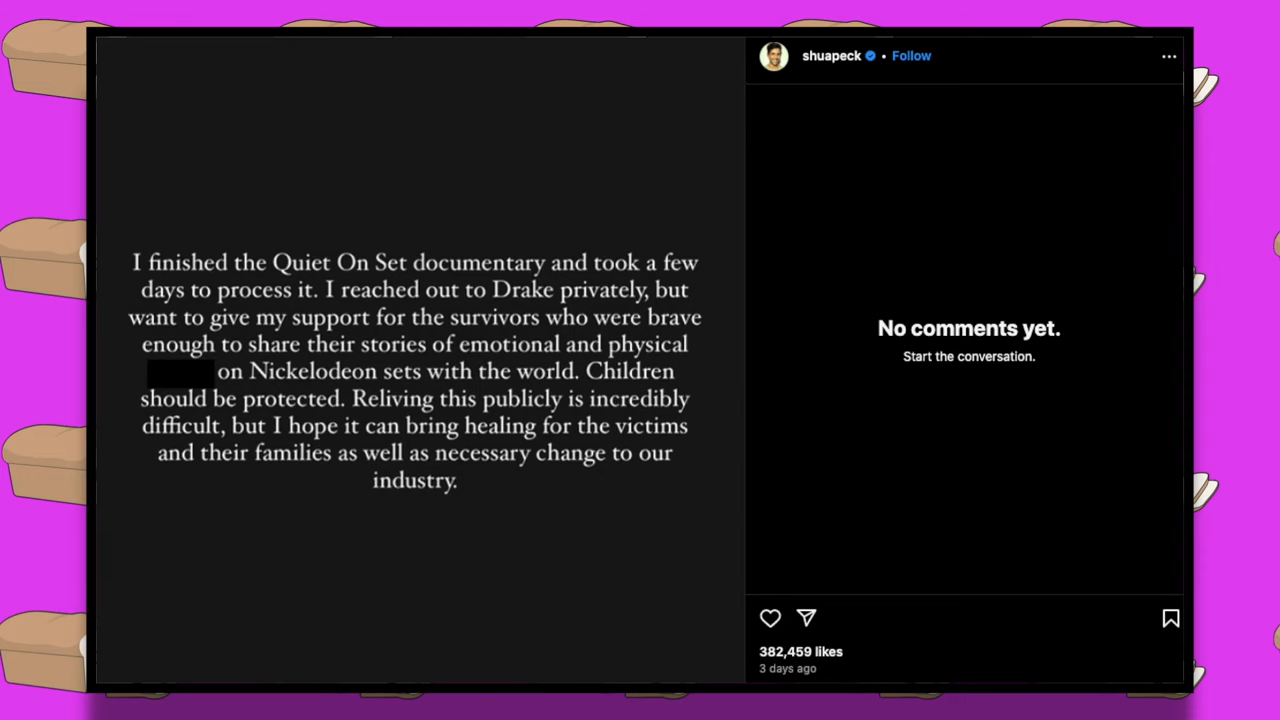 I finished the Quiet On Set documentary and took a few
days to process it. I reached out to Drake privately, but
want to give my support for the survivors who were brave
enough to share their stories of emotional and physical
on Nickelodeon sets with the world. Children
should be protected. Reliving this publicly is incredibly
difficult, but I hope it can bring healing for the victims
and their families as well as necessary change to our
industry.
shuapeck • Follow
No comments yet.
Start the conversation.
382,459 likes
3 days ago